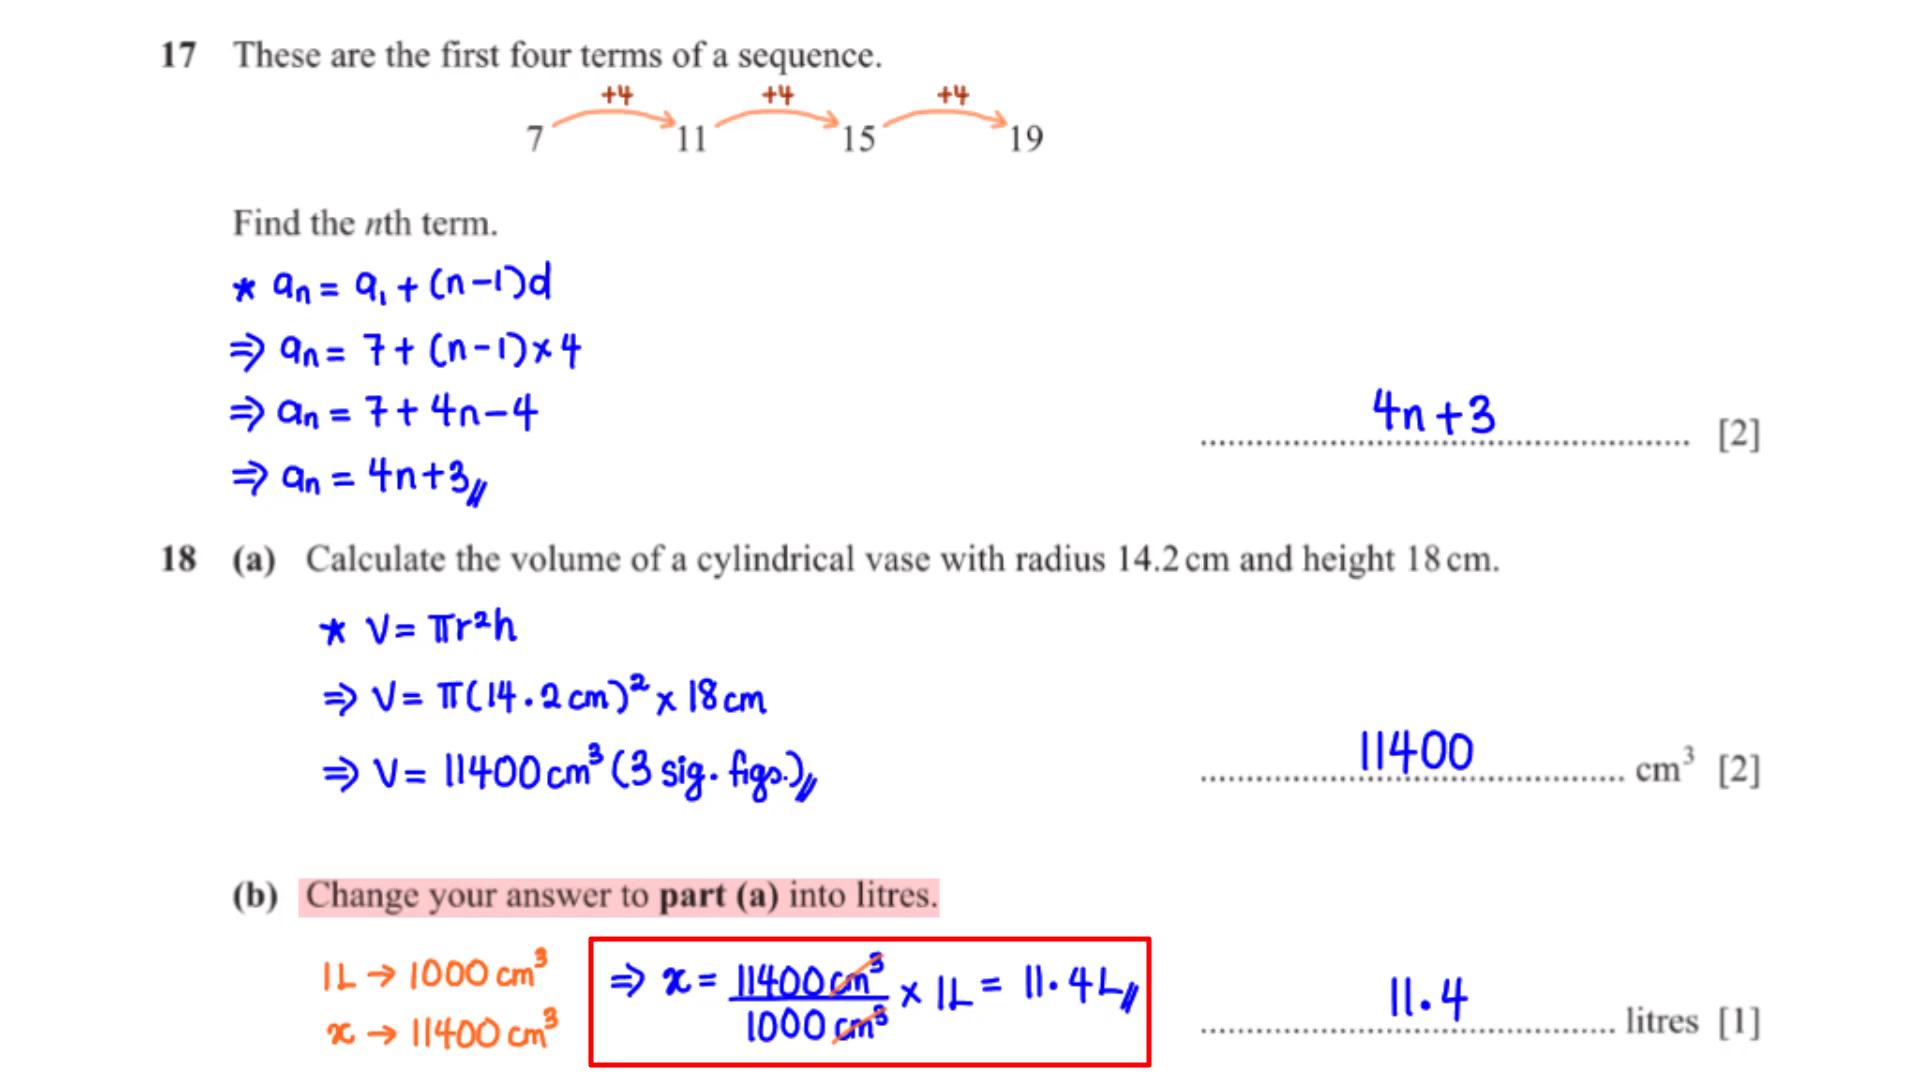 17 These are the first four terms of a sequence.
+4 +4 +4
7 11 15 19
Find the nth term.
* aₙ = a₁ + (n-1)d
⇒ aₙ = 7 + (n-1) × 4
⇒ aₙ = 7 + 4n - 4
4n + 3 [2]
⇒ aₙ = 4n + 3 //
18 (a) Calculate the volume of a cylindrical vase with radius 14.2 cm and height 18 cm.
* V = πr²h
⇒ V = π(14.2 cm)² × 18 cm
⇒ V = 11400 cm³ (3 sig. figs.) //
11400 cm³ [2]
(b) Change your answer to part (a) into litres.
1L → 1000 cm³
x → 11400 cm³
⇒ x = 11400 cm³ / 1000 cm³ × 1L = 11.4L //
11.4 litres [1]